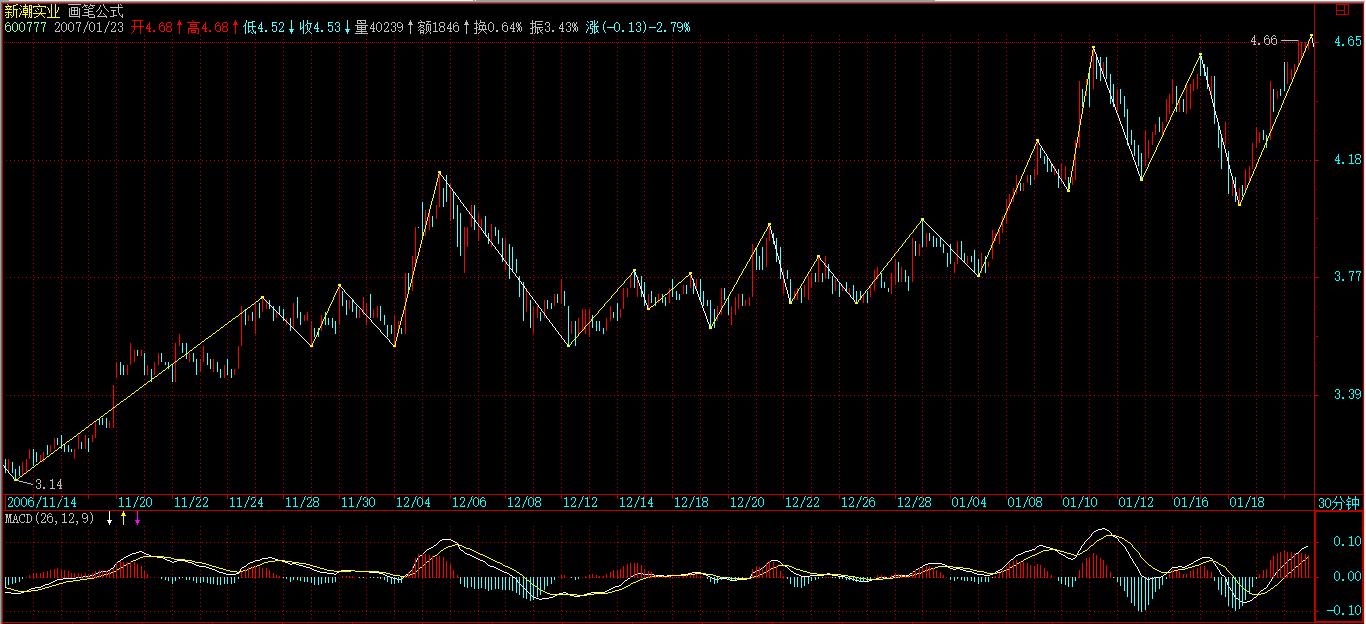 新潮实业 画笔公式
600777 2007/01/23 开4.68↑高4.68↑低4.52↓收4.53↓量40239↑额1846↑换0.64% 振3.43% 涨(-0.13)-2.79%
日
4.66
4.65
4.18
3.77
3.39
3.14
2006/11/14 11/20 11/22 11/24 11/28 11/30 12/04 12/06 12/08 12/12 12/14 12/18 12/20 12/22 12/26 12/28 01/04 01/08 01/10 01/12 01/16 01/18 30分钟
MACD(26,12,9) ↓ ↑ ↓
0.10
0.00
-0.10